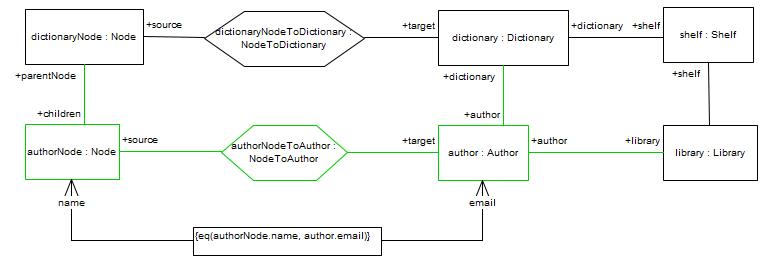 +source
+target
+dictionary
+shelf
dictionaryNode : Node
dictionaryNodeToDictionary :
NodeToDictionary
dictionary : Dictionary
shelf : Shelf
+parentNode
+dictionary
+shelf
+children
+author
+source
+target
+author
+library
authorNode : Node
authorNodeToAuthor :
NodeToAuthor
author : Author
library : Library
name
email
{eq(authorNode.name, author.email)}